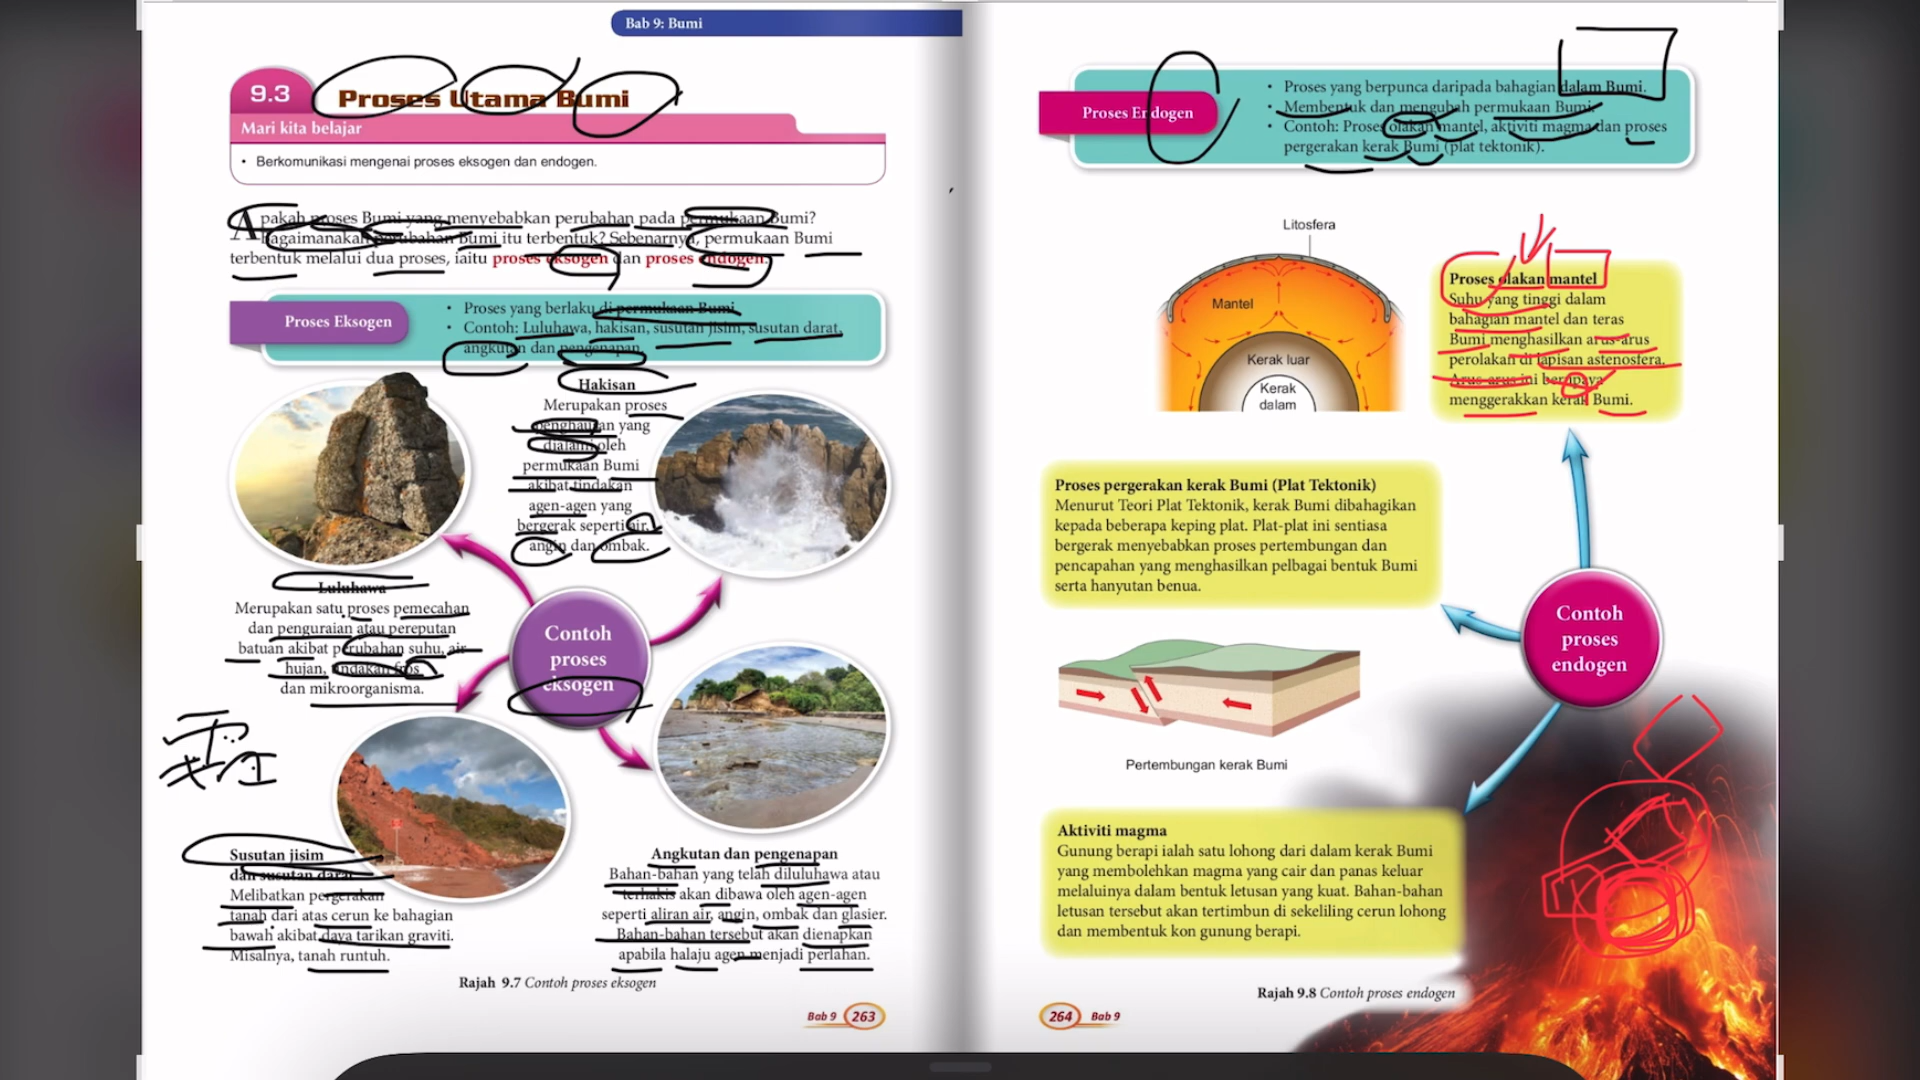 Bab 9: Bumi
9.3
Proses Utama Bumi
Mari kita belajar
• Berkomunikasi mengenai proses eksogen dan endogen.
Apakah proses Bumi yang menyebabkan perubahan pada permukaan Bumi?
Bagaimanakah perubahan Bumi itu terbentuk? Sebenarnya, permukaan Bumi
terbentuk melalui dua proses, iaitu proses eksogen dan proses endogen.
Proses Eksogen
• Proses yang berlaku di permukaan Bumi.
• Contoh: Luluhawa, hakisan, susutan jisim, susutan darat,
angkutan dan pengenapan.
Hakisan
Merupakan proses
penghausan yang
dialami oleh
permukaan Bumi
akibat tindakan
agen-agen yang
bergerak seperti air,
angin dan ombak.
Luluhawa
Merupakan satu proses pemecahan
dan penguraian atau pereputan
batuan akibat perubahan suhu, air
hujan, tindakan fros
dan mikroorganisma.
Contoh
proses
eksogen
Susutan jisim
dan susutan darat
Melibatkan pergerakan
tanah dari atas cerun ke bahagian
bawah akibat daya tarikan graviti.
Misalnya, tanah runtuh.
Angkutan dan pengenapan
Bahan-bahan yang telah diluluhawa atau
terhakis akan dibawa oleh agen-agen
seperti aliran air, angin, ombak dan glasier.
Bahan-bahan tersebut akan dienapkan
apabila halaju agen menjadi perlahan.
Rajah 9.7 Contoh proses eksogen
Bab 9 263
Proses Endogen
• Proses yang berpunca daripada bahagian dalam Bumi.
• Membentuk dan mengubah permukaan Bumi.
• Contoh: Proses olakan mantel, aktiviti magma dan proses
pergerakan kerak Bumi (plat tektonik).
Litosfera
Mantel
Kerak luar
Kerak
dalam
Proses olakan mantel
Suhu yang tinggi dalam
bahagian mantel dan teras
Bumi menghasilkan arus-arus
perolakan di lapisan astenosfera.
Arus-arus ini berupaya
menggerakkan kerak Bumi.
Proses pergerakan kerak Bumi (Plat Tektonik)
Menurut Teori Plat Tektonik, kerak Bumi dibahagikan
kepada beberapa keping plat. Plat-plat ini sentiasa
bergerak menyebabkan proses pertembungan dan
pencapahan yang menghasilkan pelbagai bentuk Bumi
serta hanyutan benua.
Contoh
proses
endogen
Pertembungan kerak Bumi
Aktiviti magma
Gunung berapi ialah satu lohong dari dalam kerak Bumi
yang membolehkan magma yang cair dan panas keluar
melaluinya dalam bentuk letusan yang kuat. Bahan-bahan
letusan tersebut akan tertimbun di sekeliling cerun lohong
dan membentuk kon gunung berapi.
Rajah 9.8 Contoh proses endogen
264 Bab 9